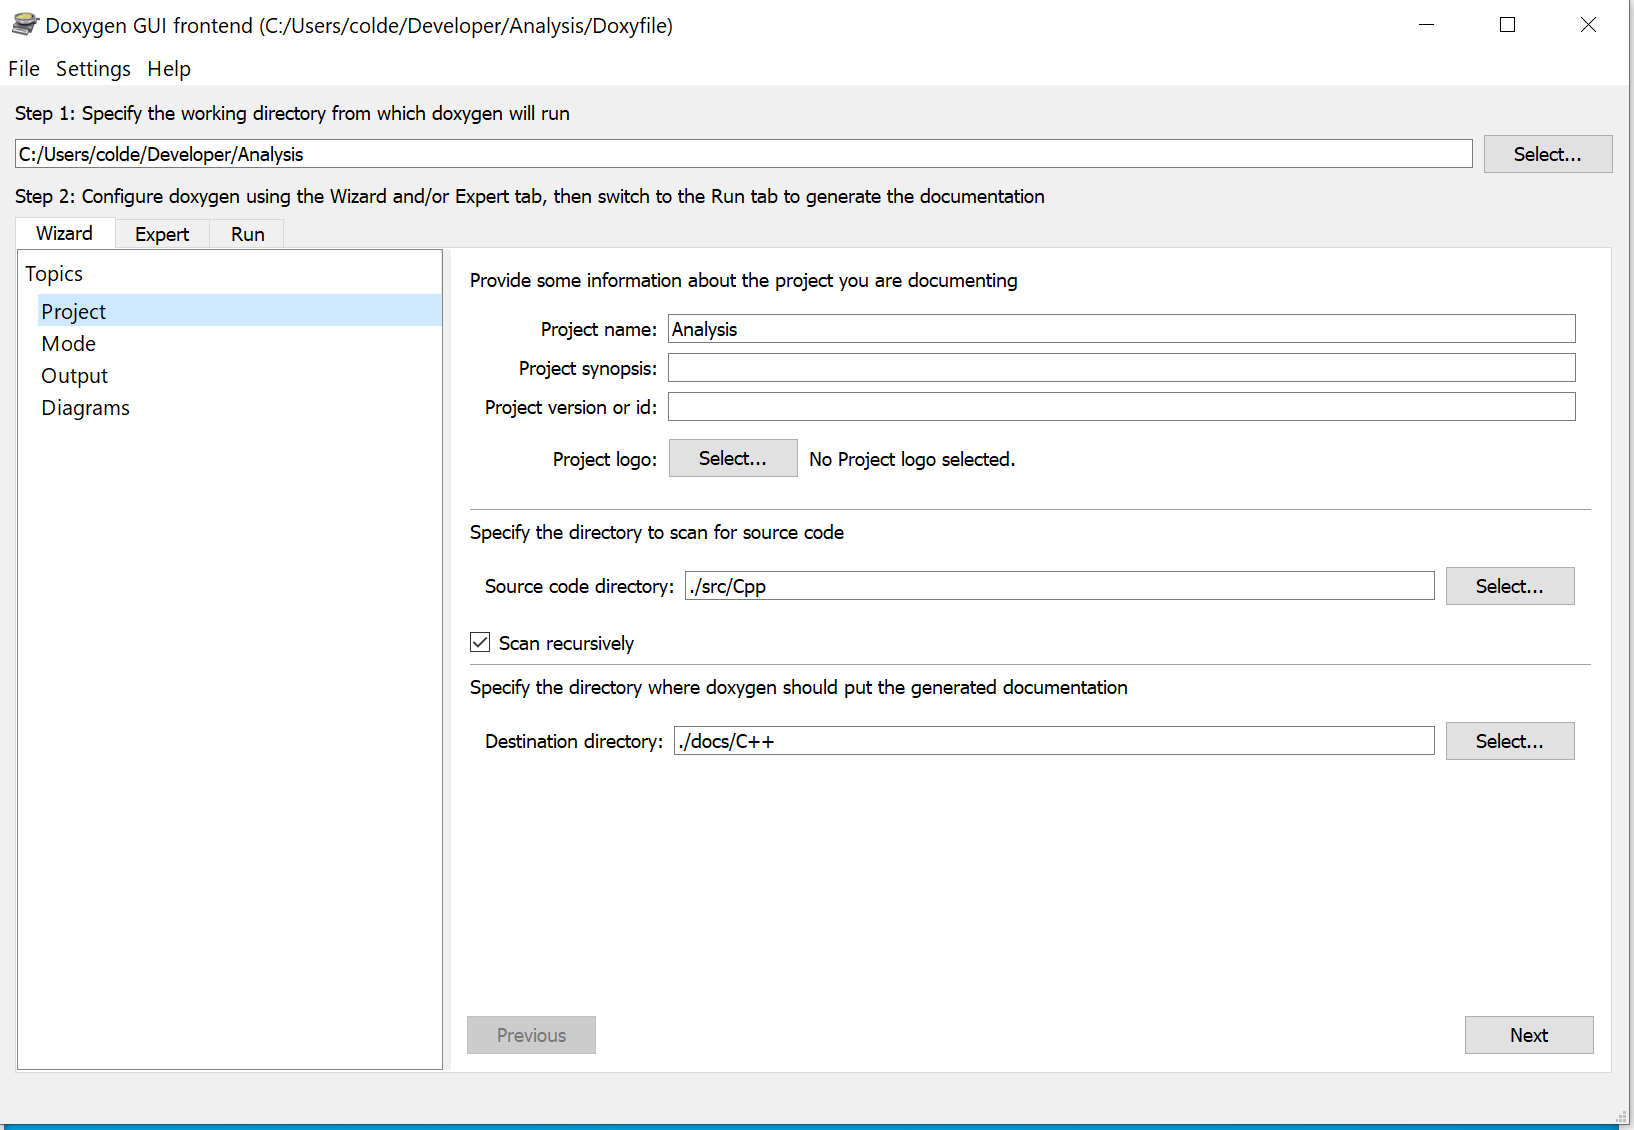 Doxygen GUI frontend (C:/Users/colde/Developer/Analysis/Doxyfile)
File Settings Help
Step 1: Specify the working directory from which doxygen will run
C:/Users/colde/Developer/Analysis Select...
Step 2: Configure doxygen using the Wizard and/or Expert tab, then switch to the Run tab to generate the documentation
Wizard Expert Run
Topics
Project
Mode
Output
Diagrams
Provide some information about the project you are documenting
Project name: Analysis
Project synopsis:
Project version or id:
Project logo: Select... No Project logo selected.
Specify the directory to scan for source code
Source code directory: ./src/Cpp Select...
Scan recursively
Specify the directory where doxygen should put the generated documentation
Destination directory: ./docs/C++ Select...
Previous Next